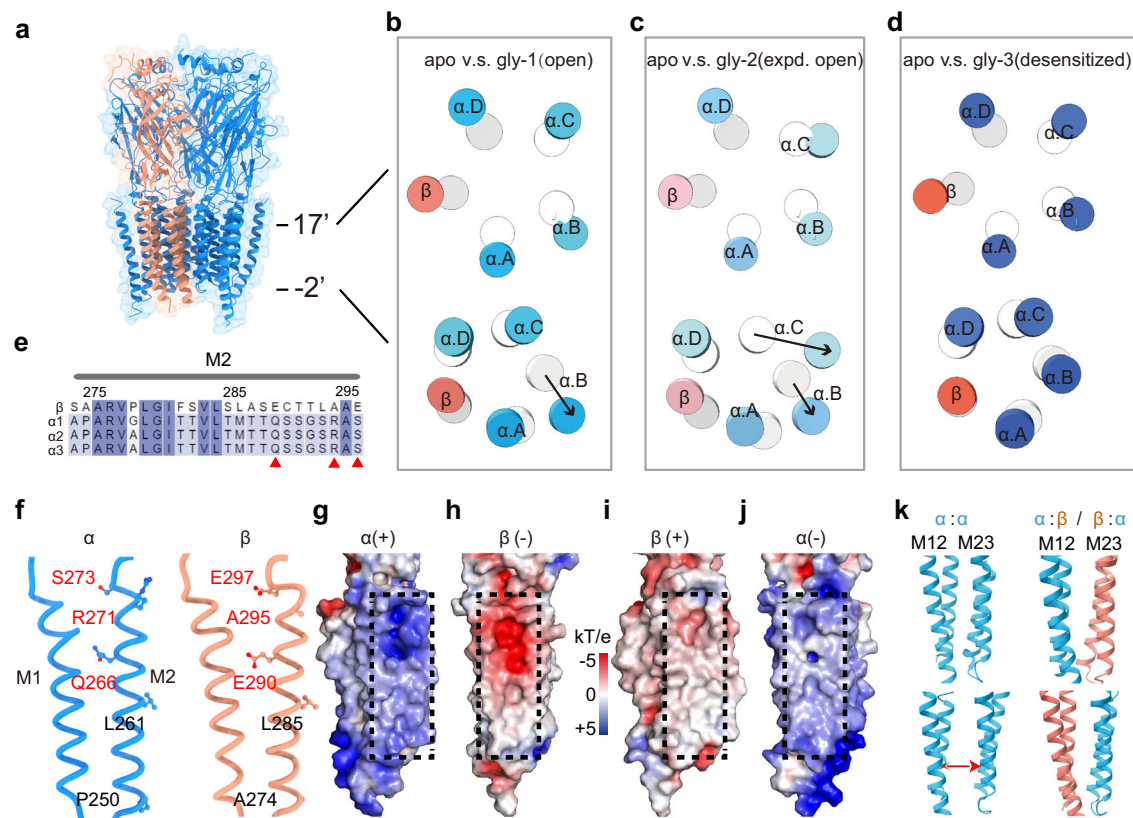 a
17'
-2'
b
apo v.s. gly-1(open)
α.D
α.C
β
α.B
α.A
α.D
α.C
β
α.B
α.A
c
apo v.s. gly-2(expd. open)
α.D
α.C
β
α.B
α.A
α.C
α.D
β
α.B
α.A
d
apo v.s. gly-3(desensitized)
α.D
α.C
β
α.B
α.A
α.D
α.C
β
α.B
α.A
e
M2
275 285 295
β SAARVPLGIFSVLSLASECTTLAAE
α1 APARVGLGITTVLTMTTQSSGSRAS
α2 APARVALGITTVLTMTTQSSGSRAS
α3 APARVALGITTVLTMTTQSSGSRAS
f
α
S273
R271
M1
Q266
M2
L261
P250
β
E297
A295
E290
L285
A274
g
α(+)
h
β (-)
kT/e
-5
0
+5
i
β (+)
j
α(-)
k
α:α
M12 M23
α:β / β:α
M12 M23